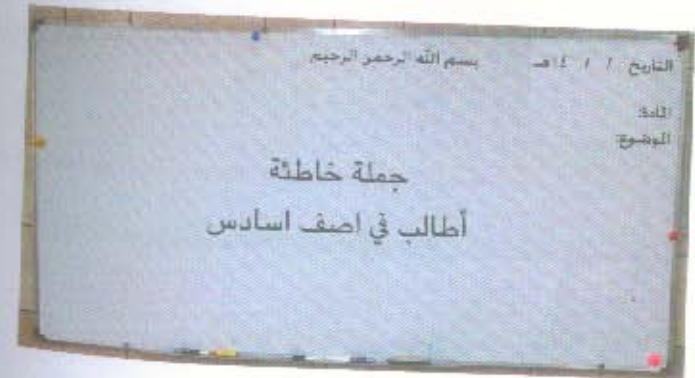 بسم الله الرحمن الرحيم
التاريخ / / ١٤هـ
المادة:
الموضوع:
جملة خاطئة
أطالب في اصف اسادس